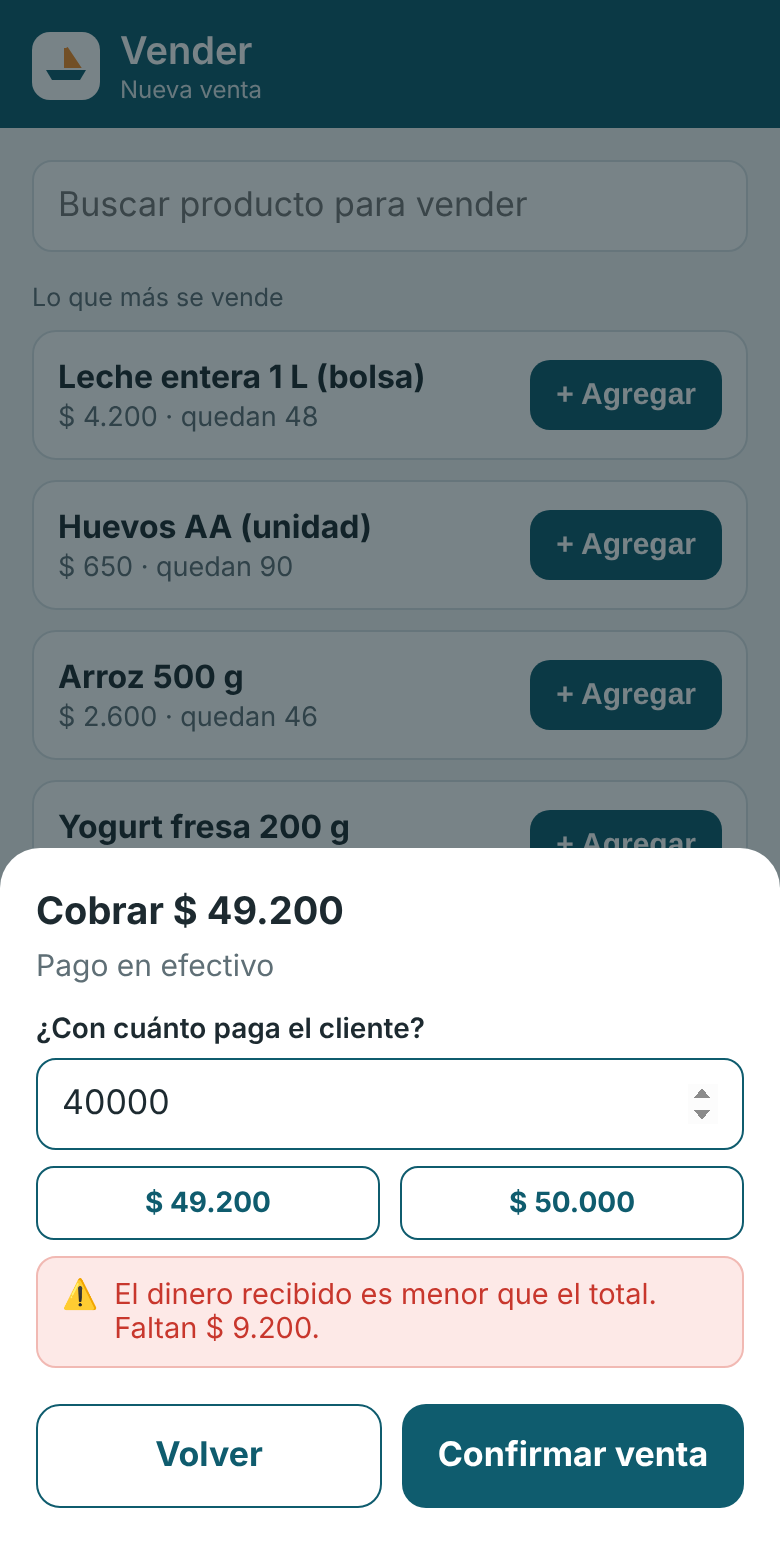 Vender
Nueva venta
Buscar producto para vender
Lo que más se vende
Leche entera 1 L (bolsa)
$ 4.200 · quedan 48
+ Agregar
Huevos AA (unidad)
$ 650 · quedan 90
+ Agregar
Arroz 500 g
$ 2.600 · quedan 46
+ Agregar
Yogurt fresa 200 g
+ Agregar
Cobrar $ 49.200
Pago en efectivo
¿Con cuánto paga el cliente?
40000
$ 49.200
$ 50.000
El dinero recibido es menor que el total.
Faltan $ 9.200.
Volver
Confirmar venta